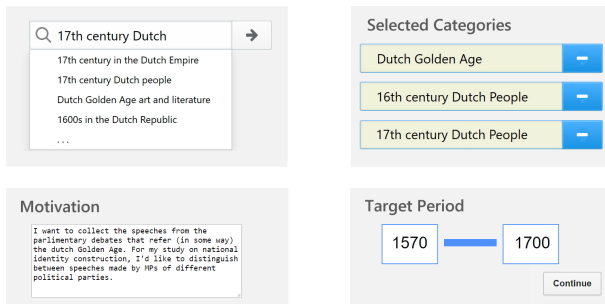 17th century Dutch
17th century in the Dutch Empire
17th century Dutch people
Dutch Golden Age art and literature
1600s in the Dutch Republic
...
Selected Categories
Dutch Golden Age
16th century Dutch People
17th century Dutch People
Motivation
I want to collect the speeches from the
parlimentary debates that refer (in some way)
the dutch Golden Age. For my study on national
identity construction, I'd like to distinguish
between speeches made by MPs of different
political parties.
Target Period
1570
1700
Continue